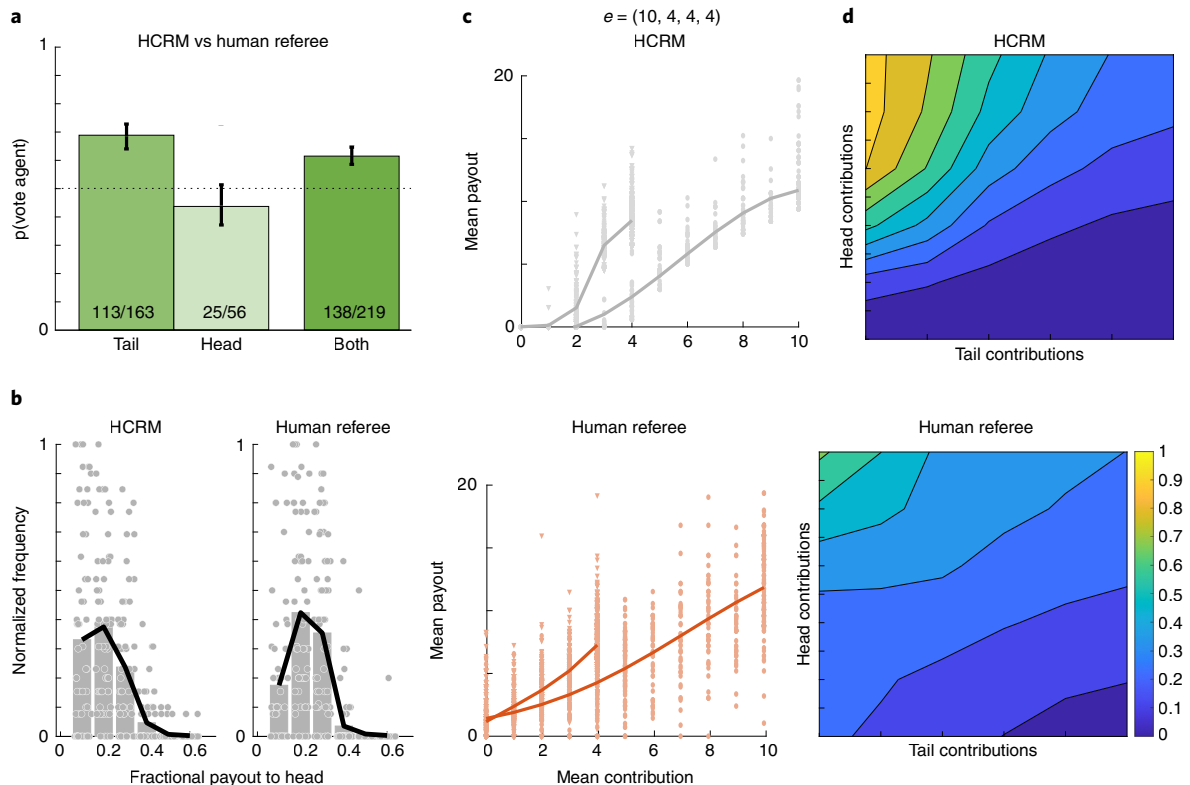 a
HCRM vs human referee
1
p(vote agent)
0
113/163
25/56
138/219
Tail
Head
Both
b
HCRM
Human referee
1
1
Normalized frequency
0
0
0
0.2
0.4
0.6
0
0.2
0.4
0.6
Fractional payout to head
c
e = (10, 4, 4, 4)
HCRM
20
Mean payout
0
0
2
4
6
8
10
Human referee
20
Mean payout
0
0
2
4
6
8
10
Mean contribution
d
HCRM
Head contributions
Tail contributions
Human referee
Head contributions
Tail contributions
1
0.9
0.8
0.7
0.6
0.5
0.4
0.3
0.2
0.1
0